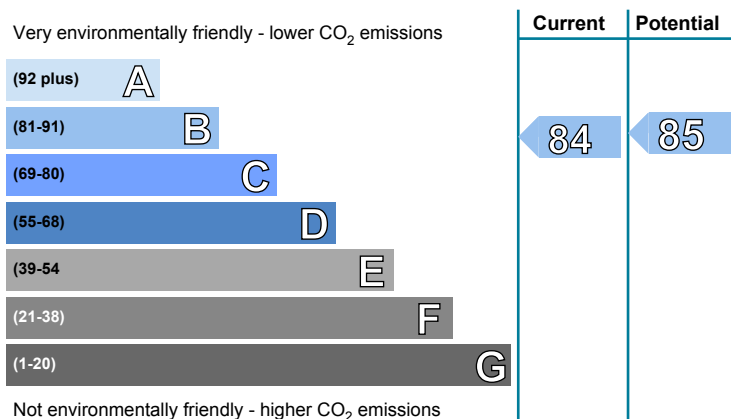 Very environmentally friendly - lower CO2 emissions
Current
Potential
(92 plus) A
(81-91) B
84
85
(69-80) C
(55-68) D
(39-54 E
(21-38) F
(1-20) G
Not environmentally friendly - higher CO2 emissions